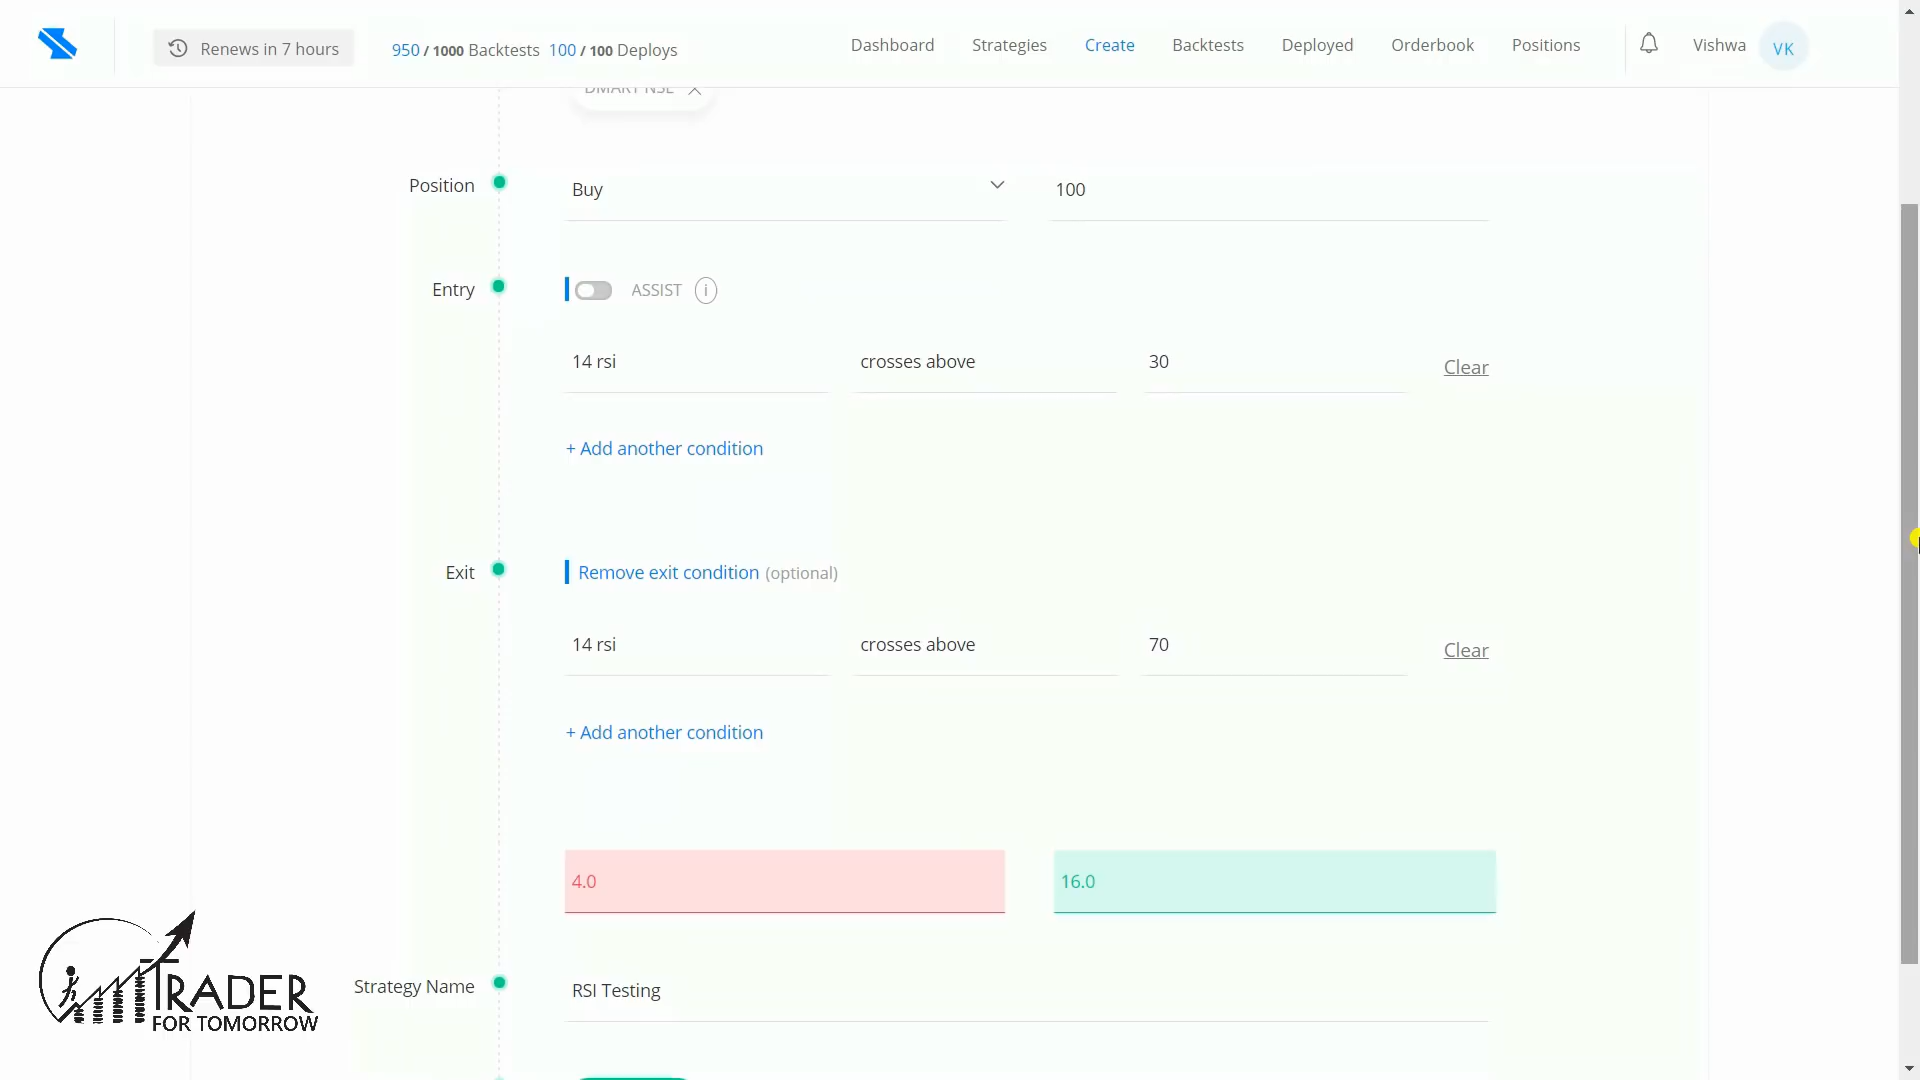 Renews in 7 hours
950 / 1000 Backtests 100 / 100 Deploys
Dashboard
Strategies
Create
Backtests
Deployed
Orderbook
Positions
Vishwa
VK
DMART NSE
Position
Buy
100
Entry
ASSIST
i
14 rsi
crosses above
30
Clear
+ Add another condition
Exit
Remove exit condition (optional)
14 rsi
crosses above
70
Clear
+ Add another condition
4.0
16.0
Strategy Name
RSI Testing
TRADER
FOR TOMORROW